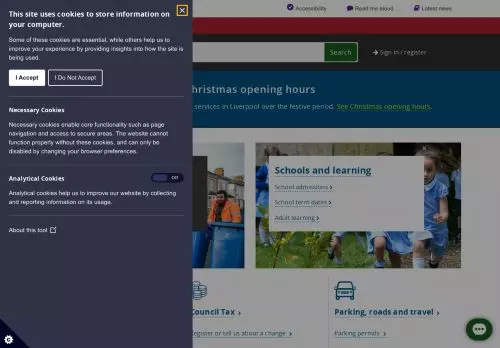 This site uses cookies to store information on
your computer.
Some of these cookies are essential, while others help us to
improve your experience by providing insights into how the site is
being used.
I Accept
I Do Not Accept
Necessary Cookies
Necessary cookies enable core functionality such as page
navigation and access to secure areas. The website cannot
function properly without these cookies, and can only be
disabled by changing your browser preferences.
Analytical Cookies
Off
Analytical cookies help us to improve our website by collecting
and reporting information on its usage.
About this tool
Accessibility
Read me aloud
Latest news
Search
Sign in / register
hristmas opening hours
services in Liverpool over the festive period. See Christmas opening hours.
Schools and learning
School admissions
School term dates
Adult learning
Council Tax
Register or tell us about a change
Parking, roads and travel
Parking permits